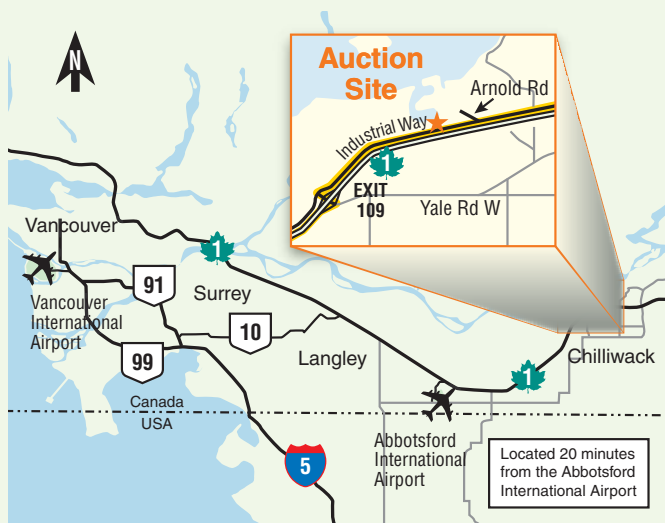 N
Auction
Site
Arnold Rd
Industrial Way
1
EXIT
109
Yale Rd W
Vancouver
1
91
Surrey
Vancouver
International
Airport
10
99
Langley
Chilliwack
1
Canada
USA
5
Abbotsford
International
Airport
Located 20 minutes
from the Abbotsford
International Airport